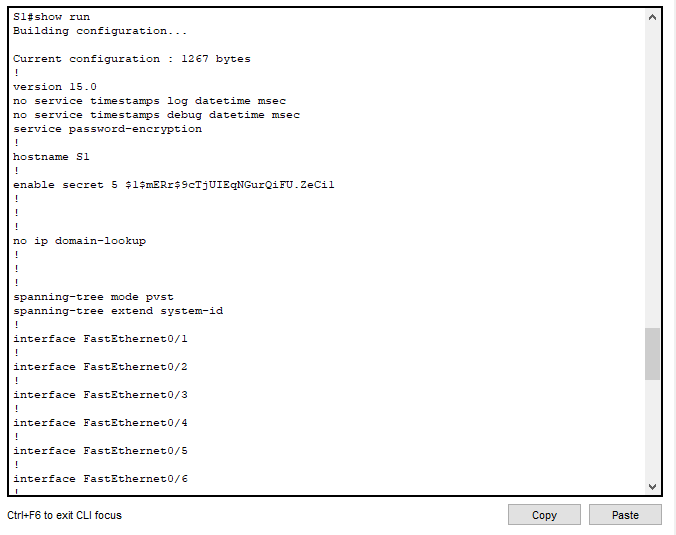 S1#show run
Building configuration...
Current configuration : 1267 bytes
!
version 15.0
no service timestamps log datetime msec
no service timestamps debug datetime msec
service password-encryption
!
hostname S1
!
enable secret 5 $1$mERr$9cTjUIEqNGurQiFU.ZeCi1
!
!
!
no ip domain-lookup
!
!
!
spanning-tree mode pvst
spanning-tree extend system-id
!
interface FastEthernet0/1
!
interface FastEthernet0/2
!
interface FastEthernet0/3
!
interface FastEthernet0/4
!
interface FastEthernet0/5
!
interface FastEthernet0/6
!
Ctrl+F6 to exit CLI focus
Copy
Paste